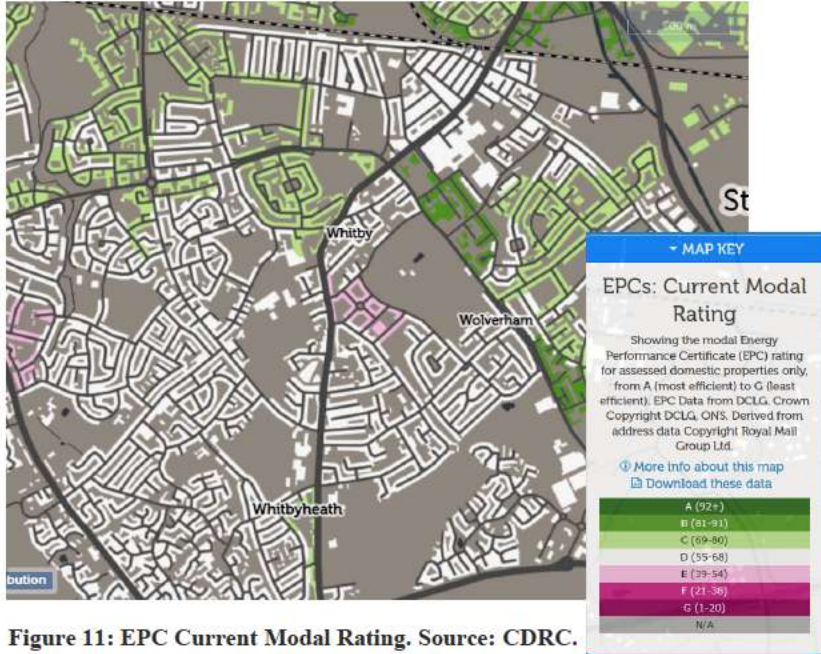 500 m
St
Whitby
Wolverham
Whitbyheath
bution
MAP KEY
EPCs: Current Modal
Rating
Showing the modal Energy
Performance Certificate (EPC) rating
for assessed domestic properties only,
from A (most efficient) to G (least
efficient). EPC Data from DCLG. Crown
Copyright DCLG, ONS. Derived from
address data Copyright Royal Mail
Group Ltd.
More info about this map
Download these data
A (92+)
B (81-91)
C (69-80)
D (55-68)
E (39-54)
F (21-38)
G (1-20)
N/A
Figure 11: EPC Current Modal Rating. Source: CDRC.